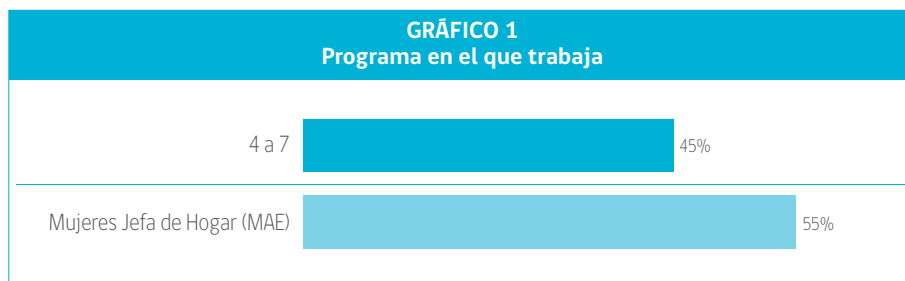 GRÁFICO 1
Programa en el que trabaja
4 a 7
45%
Mujeres Jefa de Hogar (MAE)
55%